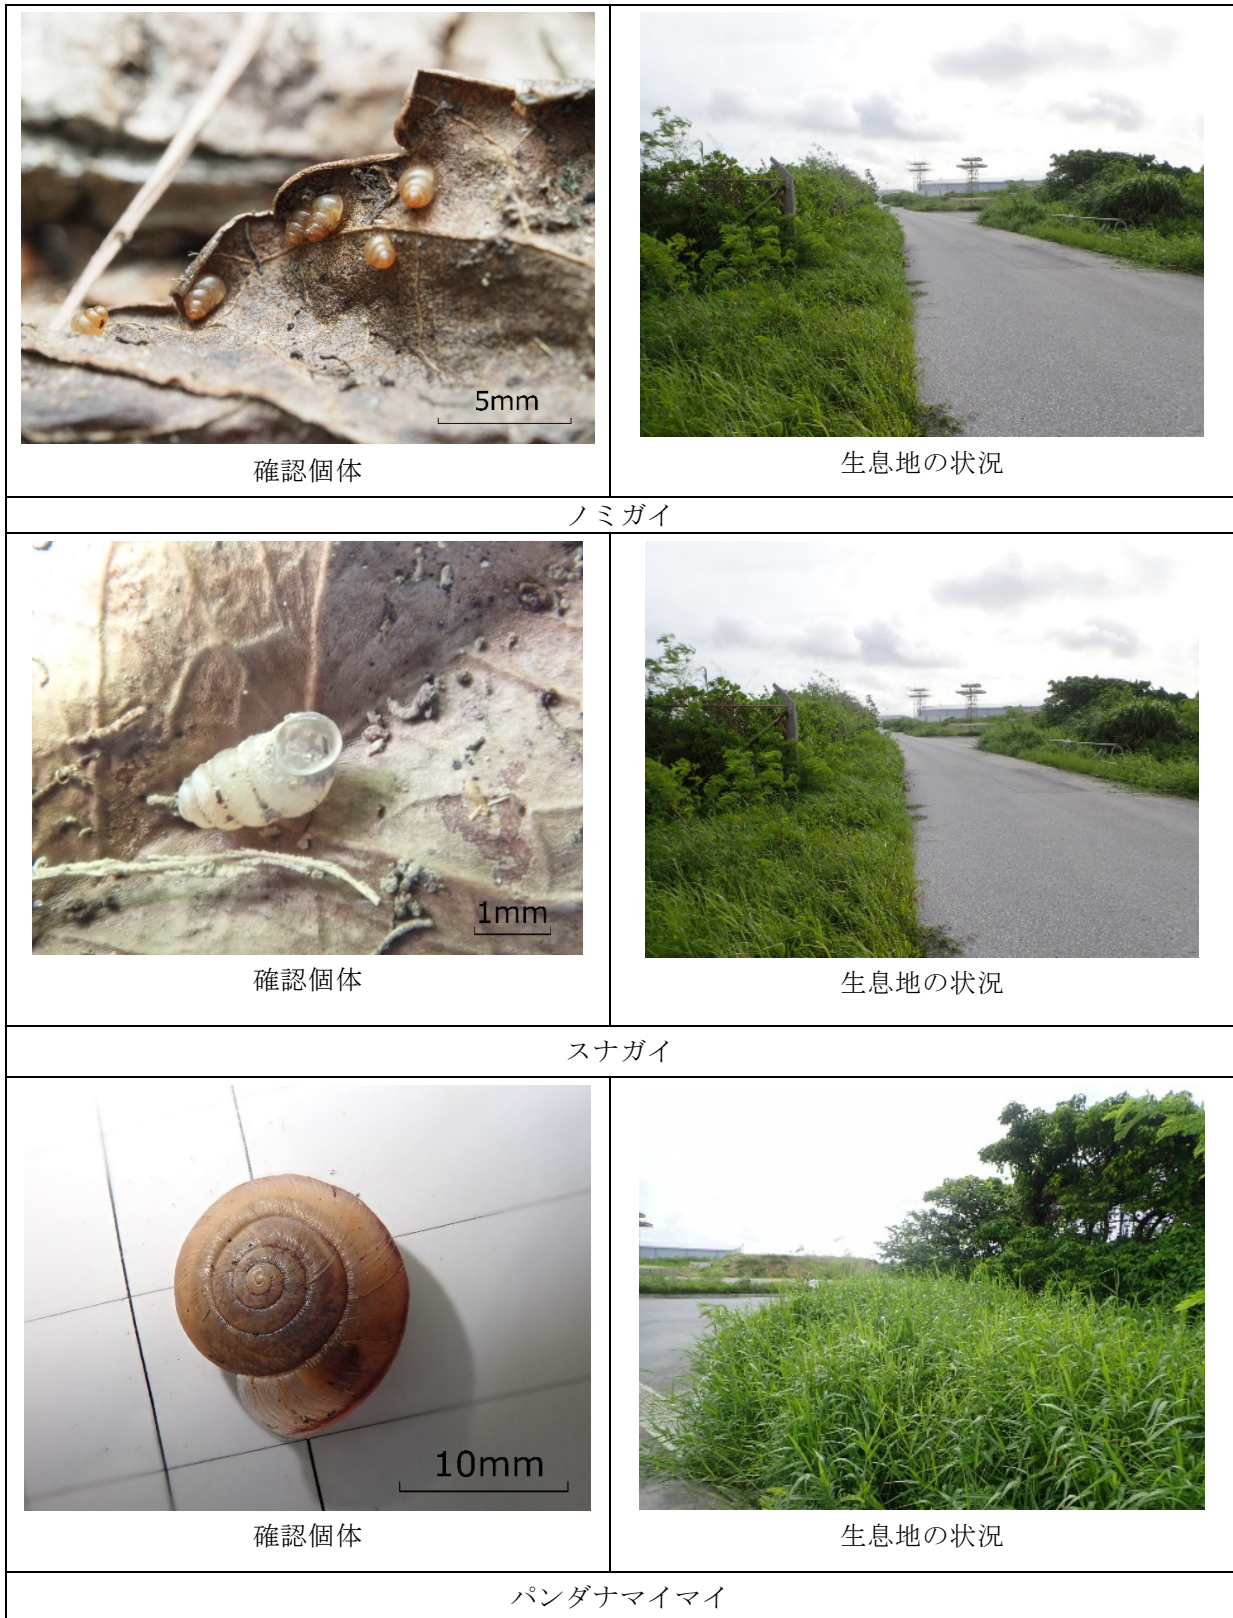 5mm
確認個体
生息地の状況
ノミガイ
1mm
確認個体
生息地の状況
スナガイ
10mm
確認個体
生息地の状況
パンダナマイマイ